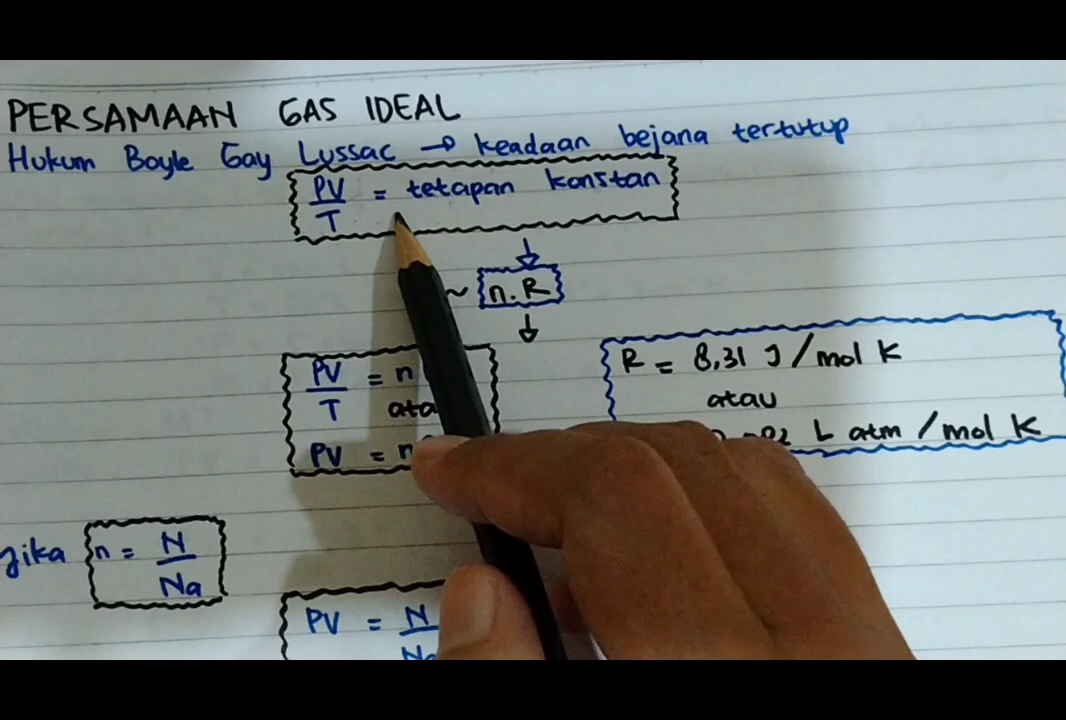 PERSAMAAN GAS IDEAL
Hukum Boyle Gay Lussac → keadaan bejana tertutup
PV/T = tetapan konstan
↓
~ n.R
↓
PV/T = n
PV = n
R = 8,31 J/mol K
atau
L atm/mol K
jika n = N/Na
PV = N